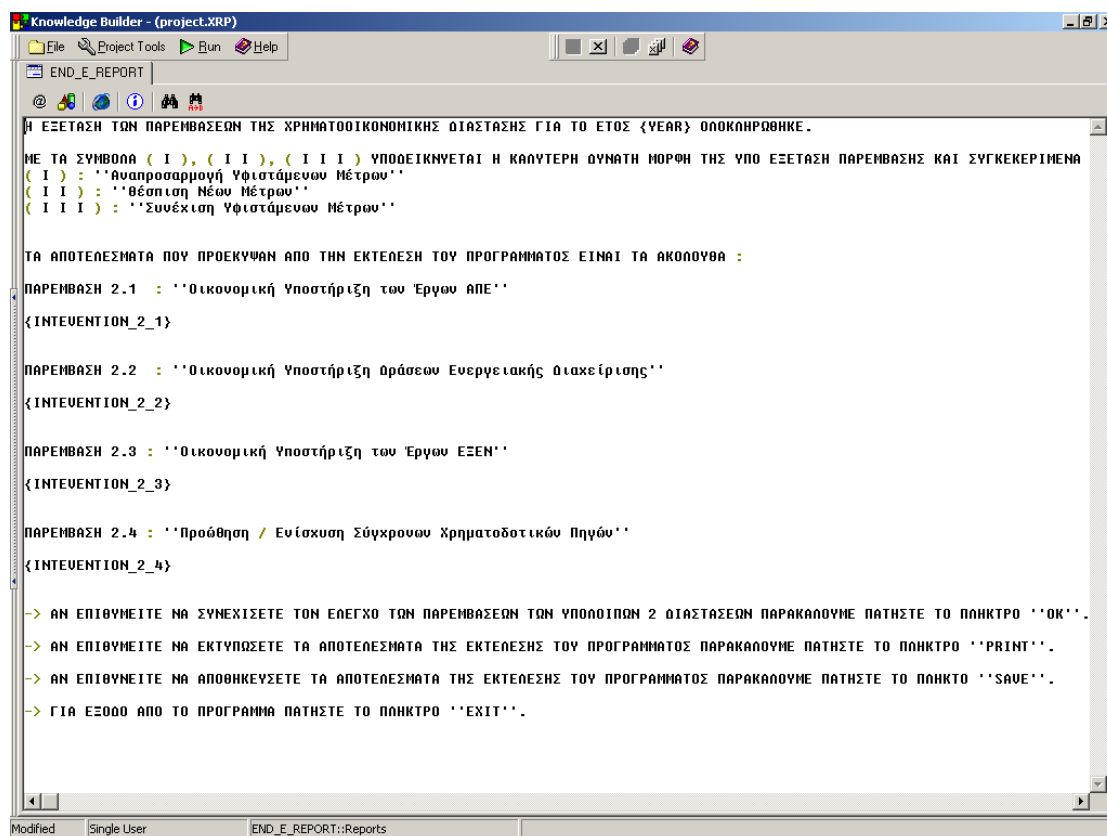 Knowledge Builder - (project.XRP)
File Project Tools Run Help
END_E_REPORT
Η ΕΞΕΤΑΣΗ ΤΩΝ ΠΑΡΕΜΒΑΣΕΩΝ ΤΗΣ ΧΡΗΜΑΤΟΟΙΚΟΝΟΜΙΚΗΣ ΔΙΑΣΤΑΣΗΣ ΓΙΑ ΤΟ ΕΤΟΣ {YEAR} ΟΛΟΚΛΗΡΩΘΗΚΕ.
ΜΕ ΤΑ ΣΥΜΒΟΛΑ ( I ), ( I I ), ( I I I ) ΥΠΟΔΕΙΚΝΥΕΤΑΙ Η ΚΑΛΥΤΕΡΗ ΔΥΝΑΤΗ ΜΟΡΦΗ ΤΗΣ ΥΠΟ ΕΞΕΤΑΣΗ ΠΑΡΕΜΒΑΣΗΣ ΚΑΙ ΣΥΓΚΕΚΕΡΙΜΕΝΑ
( I ) : ''Αναπροσαρμογή Υφιστάμενων Μέτρων''
( I I ) : ''Θέσπιση Νέων Μέτρων''
( I I I ) : ''Συνέχιση Υφιστάμενων Μέτρων''
ΤΑ ΑΠΟΤΕΛΕΣΜΑΤΑ ΠΟΥ ΠΡΟΕΚΥΨΑΝ ΑΠΟ ΤΗΝ ΕΚΤΕΛΕΣΗ ΤΟΥ ΠΡΟΓΡΑΜΜΑΤΟΣ ΕΙΝΑΙ ΤΑ ΑΚΟΛΟΥΘΑ :
ΠΑΡΕΜΒΑΣΗ 2.1 : ''Οικονομική Υποστήριξη των Έργων ΑΠΕ''
{INTEVENTION_2_1}
ΠΑΡΕΜΒΑΣΗ 2.2 : ''Οικονομική Υποστήριξη Δράσεων Ενεργειακής Διαχείρισης''
{INTEVENTION_2_2}
ΠΑΡΕΜΒΑΣΗ 2.3 : ''Οικονομική Υποστήριξη των Έργων ΕΞΕΝ''
{INTEVENTION_2_3}
ΠΑΡΕΜΒΑΣΗ 2.4 : ''Προώθηση / Ενίσχυση Σύγχρονων Χρηματοδοτικών Πηγών''
{INTEVENTION_2_4}
-> ΑΝ ΕΠΙΘΥΜΕΙΤΕ ΝΑ ΣΥΝΕΧΙΣΕΤΕ ΤΟΝ ΕΛΕΓΧΟ ΤΩΝ ΠΑΡΕΜΒΑΣΕΩΝ ΤΩΝ ΥΠΟΛΟΙΠΩΝ 2 ΔΙΑΣΤΑΣΕΩΝ ΠΑΡΑΚΑΛΟΥΜΕ ΠΑΤΗΣΤΕ ΤΟ ΠΛΗΚΤΡΟ ''OK''.
-> ΑΝ ΕΠΙΘΥΜΕΙΤΕ ΝΑ ΕΚΤΥΠΩΣΕΤΕ ΤΑ ΑΠΟΤΕΛΕΣΜΑΤΑ ΤΗΣ ΕΚΤΕΛΕΣΗΣ ΤΟΥ ΠΡΟΓΡΑΜΜΑΤΟΣ ΠΑΡΑΚΑΛΟΥΜΕ ΠΑΤΗΣΤΕ ΤΟ ΠΛΗΚΤΡΟ ''PRINT''.
-> ΑΝ ΕΠΙΘΥΝΕΙΤΕ ΝΑ ΑΠΟΘΗΚΕΥΣΕΤΕ ΤΑ ΑΠΟΤΕΛΕΣΜΑΤΑ ΤΗΣ ΕΚΤΕΛΕΣΗΣ ΤΟΥ ΠΡΟΓΡΑΜΜΑΤΟΣ ΠΑΡΑΚΑΛΟΥΜΕ ΠΑΤΗΣΤΕ ΤΟ ΠΛΗΚΤΟ ''SAVE''.
-> ΓΙΑ ΕΞΟΔΟ ΑΠΟ ΤΟ ΠΡΟΓΡΑΜΜΑ ΠΑΤΗΣΤΕ ΤΟ ΠΛΗΚΤΡΟ ''EXIT''.
Modified Single User END_E_REPORT::Reports